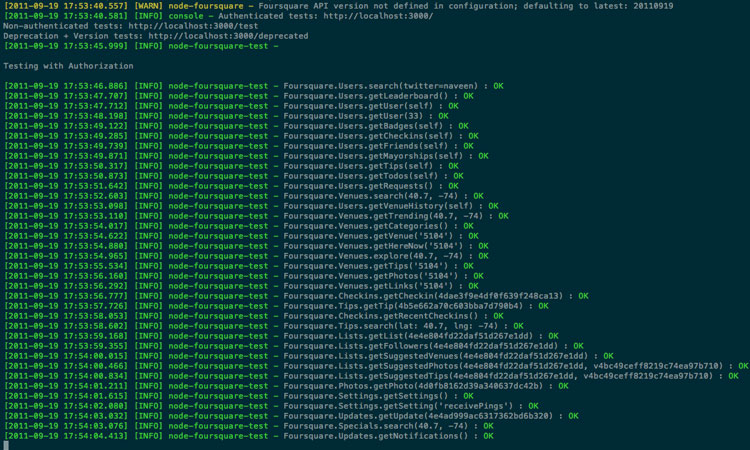 [2011-09-19 17:53:40.557] [WARN] node-foursquare - Foursquare API version not defined in configuration; defaulting to latest: 20110919
[2011-09-19 17:53:40.581] [INFO] console - Authenticated tests: http://localhost:3000/
Non-authenticated tests: http://localhost:3000/test
Deprecation + Version tests: http://localhost:3000/deprecated
[2011-09-19 17:53:45.999] [INFO] node-foursquare-test -
Testing with Authorization
[2011-09-19 17:53:46.886] [INFO] node-foursquare-test - Foursquare.Users.search(twitter=naveen) : OK
[2011-09-19 17:53:47.707] [INFO] node-foursquare-test - Foursquare.Users.getLeaderboard() : OK
[2011-09-19 17:53:47.712] [INFO] node-foursquare-test - Foursquare.Users.getUser(self) : OK
[2011-09-19 17:53:48.198] [INFO] node-foursquare-test - Foursquare.Users.getUser(33) : OK
[2011-09-19 17:53:49.122] [INFO] node-foursquare-test - Foursquare.Users.getBadges(self) : OK
[2011-09-19 17:53:49.285] [INFO] node-foursquare-test - Foursquare.Users.getCheckins(self) : OK
[2011-09-19 17:53:49.739] [INFO] node-foursquare-test - Foursquare.Users.getFriends(self) : OK
[2011-09-19 17:53:49.871] [INFO] node-foursquare-test - Foursquare.Users.getMayorships(self) : OK
[2011-09-19 17:53:50.317] [INFO] node-foursquare-test - Foursquare.Users.getTips(self) : OK
[2011-09-19 17:53:50.873] [INFO] node-foursquare-test - Foursquare.Users.getTodos(self) : OK
[2011-09-19 17:53:51.642] [INFO] node-foursquare-test - Foursquare.Users.getRequests() : OK
[2011-09-19 17:53:52.603] [INFO] node-foursquare-test - Foursquare.Venues.search(40.7, -74) : OK
[2011-09-19 17:53:53.098] [INFO] node-foursquare-test - Foursquare.Users.getVenueHistory(self) : OK
[2011-09-19 17:53:53.110] [INFO] node-foursquare-test - Foursquare.Venues.getTrending(40.7, -74) : OK
[2011-09-19 17:53:54.017] [INFO] node-foursquare-test - Foursquare.Venues.getCategories() : OK
[2011-09-19 17:53:54.622] [INFO] node-foursquare-test - Foursquare.Venues.getVenue('5104') : OK
[2011-09-19 17:53:54.880] [INFO] node-foursquare-test - Foursquare.Venues.getHereNow('5104') : OK
[2011-09-19 17:53:54.965] [INFO] node-foursquare-test - Foursquare.Venues.explore(40.7, -74) : OK
[2011-09-19 17:53:55.534] [INFO] node-foursquare-test - Foursquare.Venues.getTips('5104') : OK
[2011-09-19 17:53:56.160] [INFO] node-foursquare-test - Foursquare.Venues.getPhotos('5104') : OK
[2011-09-19 17:53:56.292] [INFO] node-foursquare-test - Foursquare.Venues.getLinks('5104') : OK
[2011-09-19 17:53:56.777] [INFO] node-foursquare-test - Foursquare.Checkins.getCheckin(4dae3f9e4df0f639f248ca13) : OK
[2011-09-19 17:53:57.726] [INFO] node-foursquare-test - Foursquare.Tips.getTip(4b5e662a70c603bba7d790b4) : OK
[2011-09-19 17:53:58.053] [INFO] node-foursquare-test - Foursquare.Checkins.getRecentCheckins() : OK
[2011-09-19 17:53:58.602] [INFO] node-foursquare-test - Foursquare.Tips.search(lat: 40.7, lng: -74) : OK
[2011-09-19 17:53:59.168] [INFO] node-foursquare-test - Foursquare.Lists.getList(4e4e804fd22daf51d267e1dd) : OK
[2011-09-19 17:53:59.355] [INFO] node-foursquare-test - Foursquare.Lists.getFollowers(4e4e804fd22daf51d267e1dd) : OK
[2011-09-19 17:54:00.015] [INFO] node-foursquare-test - Foursquare.Lists.getSuggestedVenues(4e4e804fd22daf51d267e1dd) : OK
[2011-09-19 17:54:00.466] [INFO] node-foursquare-test - Foursquare.Lists.getSuggestedPhotos(4e4e804fd22daf51d267e1dd, v4bc49ceff8219c74ea97b710) : OK
[2011-09-19 17:54:00.834] [INFO] node-foursquare-test - Foursquare.Lists.getSuggestedTips(4e4e804fd22daf51d267e1dd, v4bc49ceff8219c74ea97b710) : OK
[2011-09-19 17:54:01.211] [INFO] node-foursquare-test - Foursquare.Photos.getPhoto(4d0fb8162d39a340637dc42b) : OK
[2011-09-19 17:54:01.615] [INFO] node-foursquare-test - Foursquare.Settings.getSettings() : OK
[2011-09-19 17:54:02.080] [INFO] node-foursquare-test - Foursquare.Settings.getSetting('receivePings') : OK
[2011-09-19 17:54:03.032] [INFO] node-foursquare-test - Foursquare.Updates.getUpdate(4e4ad999ac6317362bd6b320) : OK
[2011-09-19 17:54:03.076] [INFO] node-foursquare-test - Foursquare.Specials.search(40.7, -74) : OK
[2011-09-19 17:54:04.413] [INFO] node-foursquare-test - Foursquare.Updates.getNotifications() : OK